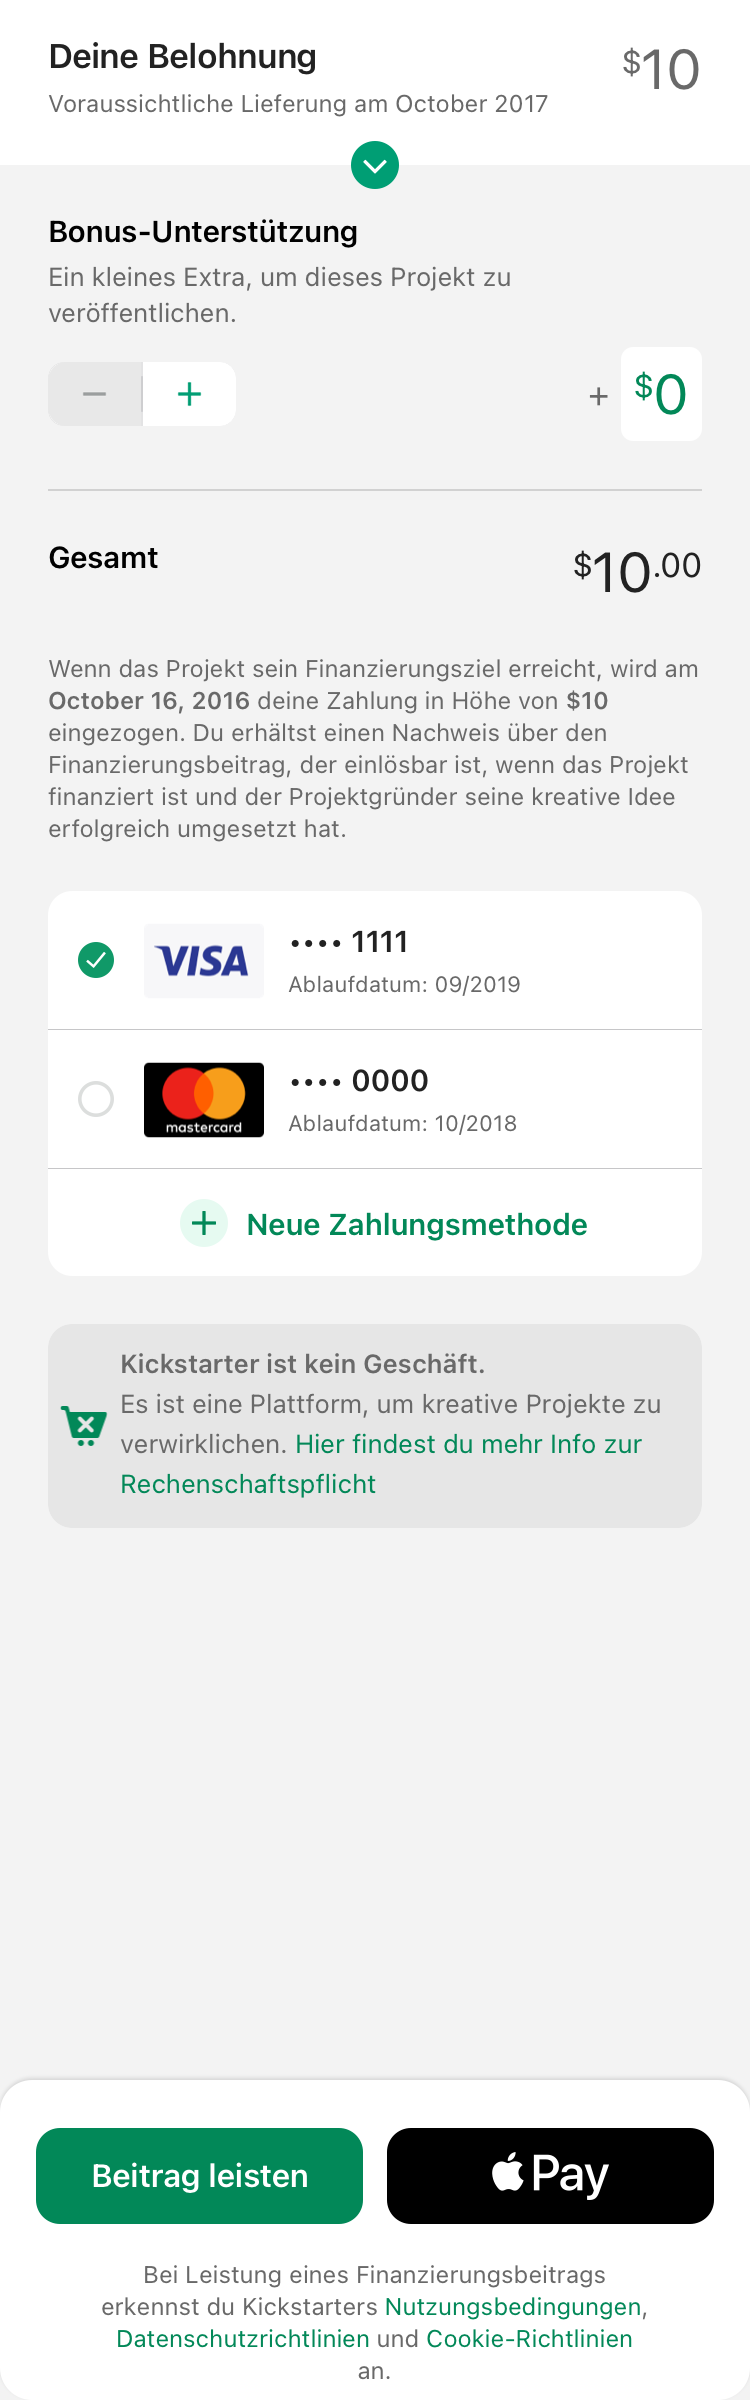 Deine Belohnung
$10
Voraussichtliche Lieferung am October 2017
Bonus-Unterstützung
Ein kleines Extra, um dieses Projekt zu
veröffentlichen.
− +
+ $0
Gesamt
$10.00
Wenn das Projekt sein Finanzierungsziel erreicht, wird am
October 16, 2016 deine Zahlung in Höhe von $10
eingezogen. Du erhältst einen Nachweis über den
Finanzierungsbeitrag, der einlösbar ist, wenn das Projekt
finanziert ist und der Projektgründer seine kreative Idee
erfolgreich umgesetzt hat.
VISA
•••• 1111
Ablaufdatum: 09/2019
mastercard
•••• 0000
Ablaufdatum: 10/2018
+ Neue Zahlungsmethode
Kickstarter ist kein Geschäft.
Es ist eine Plattform, um kreative Projekte zu
verwirklichen. Hier findest du mehr Info zur
Rechenschaftspflicht
Beitrag leisten
Pay
Bei Leistung eines Finanzierungsbeitrags
erkennst du Kickstarters Nutzungsbedingungen,
Datenschutzrichtlinien und Cookie-Richtlinien
an.